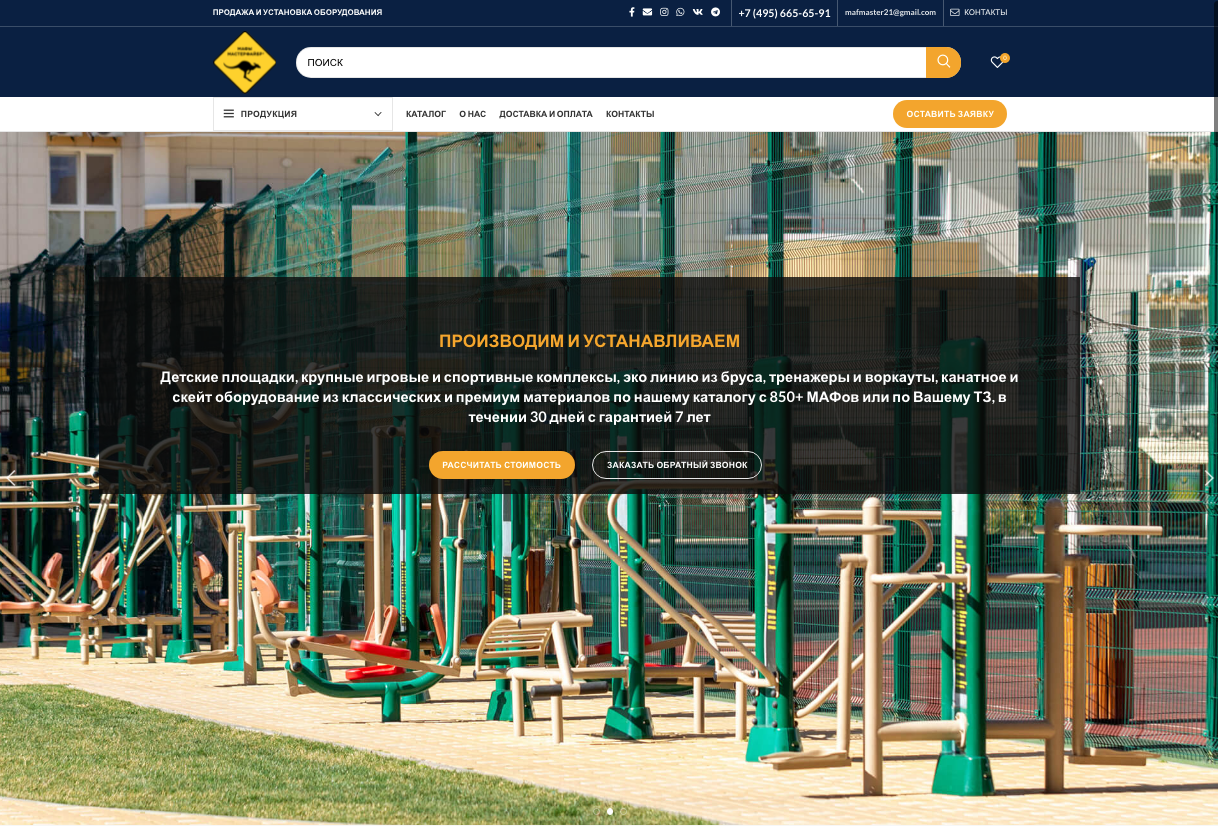 ПРОДАЖА И УСТАНОВКА ОБОРУДОВАНИЯ
+7 (495) 665-65-91
mafmaster21@gmail.com
КОНТАКТЫ
МАФЫ
ПОИСК
0
ПРОДУКЦИЯ
КАТАЛОГ
О НАС
ДОСТАВКА И ОПЛАТА
КОНТАКТЫ
ОСТАВИТЬ ЗАЯВКУ
ПРОИЗВОДИМ И УСТАНАВЛИВАЕМ
Детские площадки, крупные игровые и спортивные комплексы, эко линию из бруса, тренажеры и воркауты, канатное и
скейт оборудование из классических и премиум материалов по нашему каталогу с 850+ МАФов или по Вашему ТЗ, в
течении 30 дней с гарантией 7 лет
РАССЧИТАТЬ СТОИМОСТЬ
ЗАКАЗАТЬ ОБРАТНЫЙ ЗВОНОК